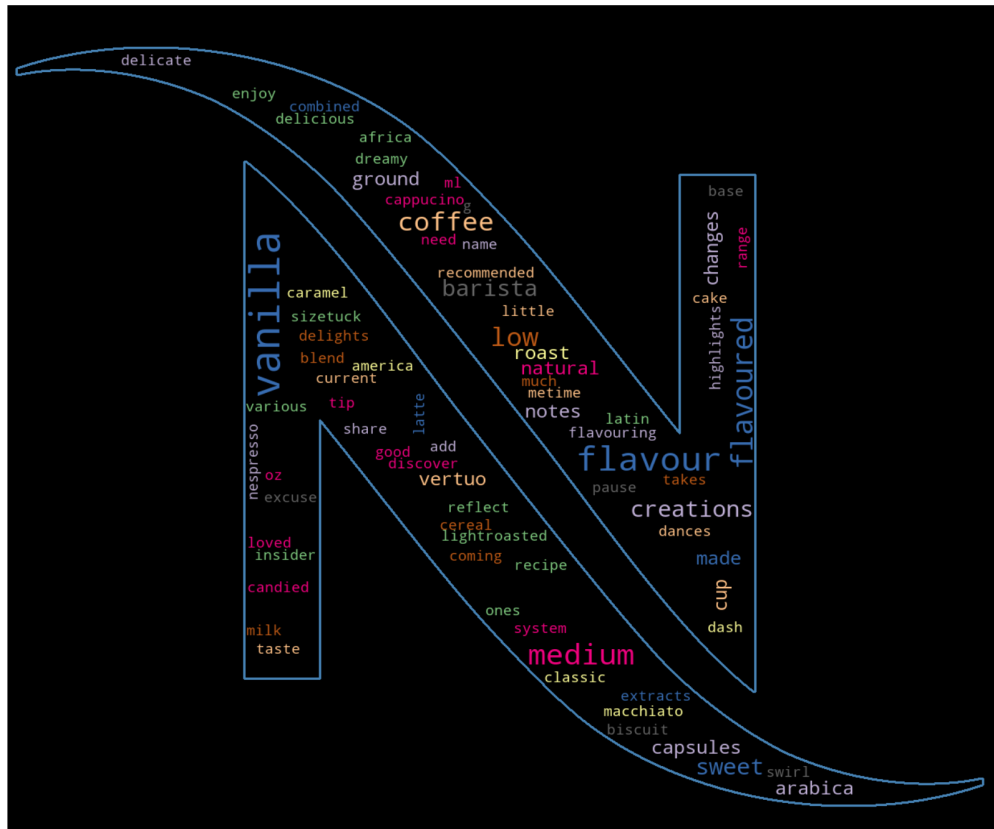 delicate
enjoy
combined
delicious
africa
dreamy
ground
ml
cappucino
g
coffee
need
name
recommended
barista
little
low
roast
natural
much
metime
notes
latin
flavouring
flavour
pause
takes
creations
dances
made
cup
dash
base
changes
range
cake
highlights
flavoured
vanilla
caramel
sizetuck
delights
blend
america
current
various
tip
latte
share
add
good
discover
vertuo
nespresso
oz
excuse
reflect
cereal
lightroasted
loved
insider
coming
recipe
candied
ones
milk
system
taste
medium
classic
extracts
macchiato
biscuit
capsules
sweet
swirl
arabica